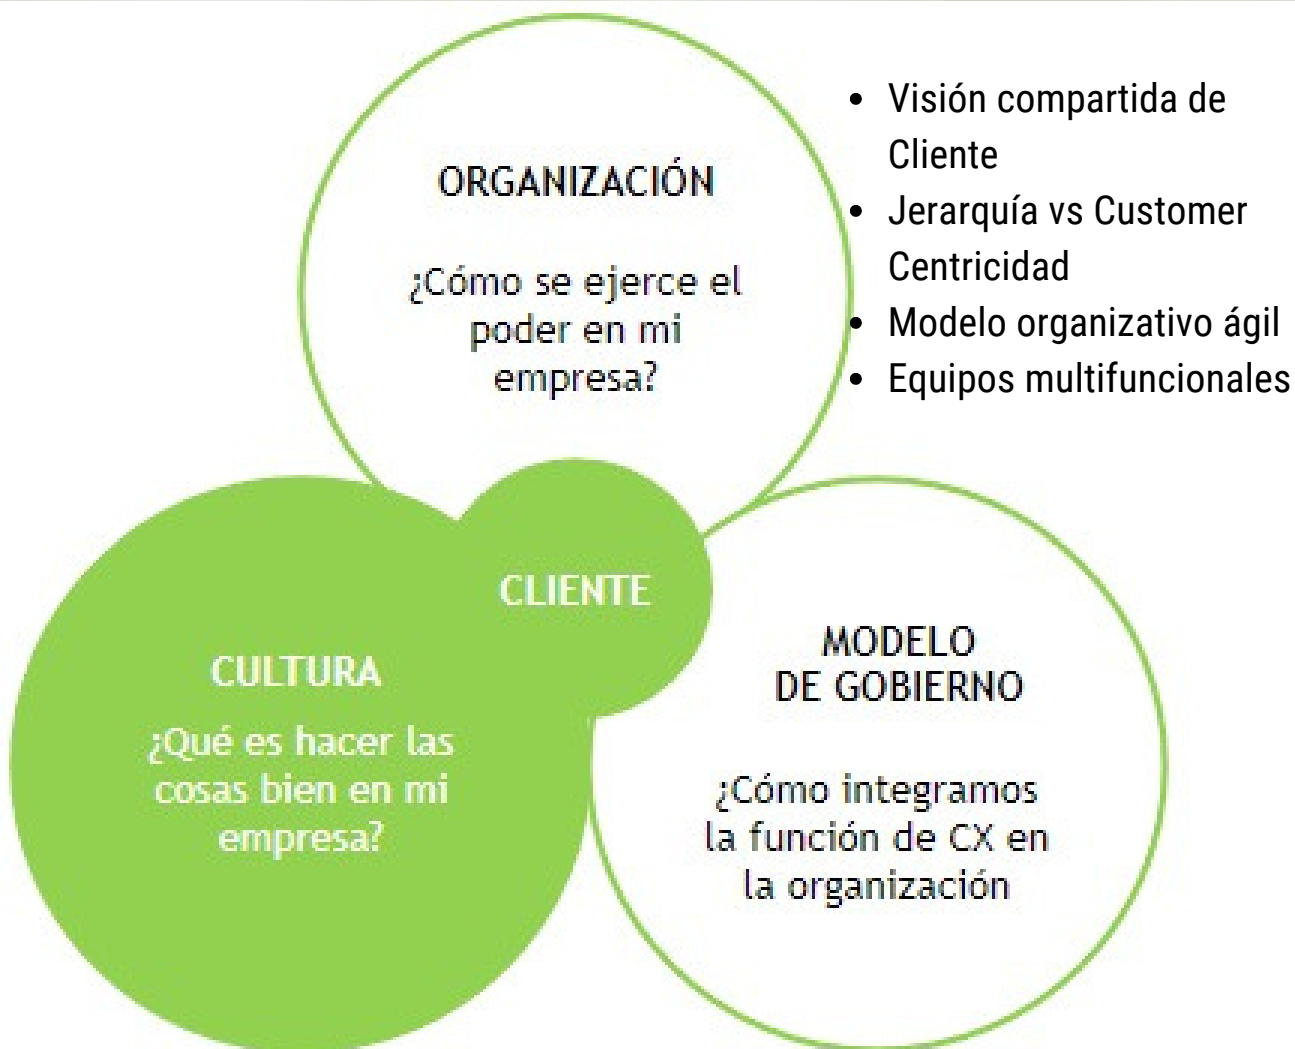 ORGANIZACIÓN
¿Cómo se ejerce el
poder en mi
empresa?
• Visión compartida de
Cliente
• Jerarquía vs Customer
Centricidad
• Modelo organizativo ágil
• Equipos multifuncionales
CLIENTE
CULTURA
¿Qué es hacer las
cosas bien en mi
empresa?
MODELO
DE GOBIERNO
¿Cómo integramos
la función de CX en
la organización